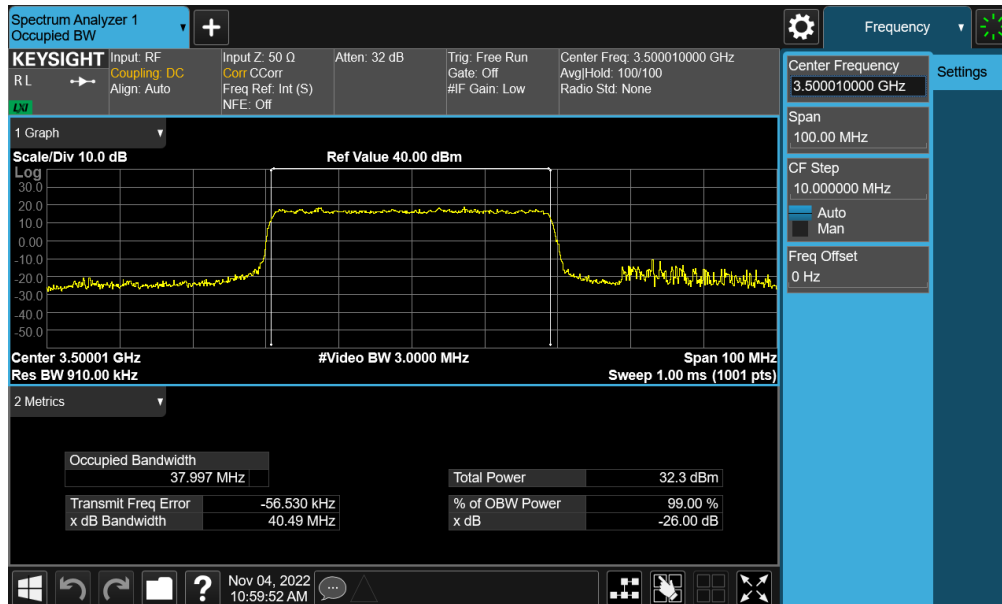 Spectrum Analyzer 1
Occupied BW
+
Frequency
KEYSIGHT
R L
LXI
Input: RF
Coupling: DC
Align: Auto
Input Z: 50 Ω
Corr CCorr
Freq Ref: Int (S)
NFE: Off
Atten: 32 dB
Trig: Free Run
Gate: Off
#IF Gain: Low
Center Freq: 3.500010000 GHz
Avg|Hold: 100/100
Radio Std: None
Center Frequency
3.500010000 GHz
Settings
Span
100.00 MHz
CF Step
10.000000 MHz
Auto
Man
Freq Offset
0 Hz
1 Graph
Scale/Div 10.0 dB
Ref Value 40.00 dBm
Log
30.0
20.0
10.0
0.00
-10.0
-20.0
-30.0
-40.0
-50.0
Center 3.50001 GHz
#Video BW 3.0000 MHz
Span 100 MHz
Res BW 910.00 kHz
Sweep 1.00 ms (1001 pts)
2 Metrics
Occupied Bandwidth
37.997 MHz
Total Power 32.3 dBm
Transmit Freq Error -56.530 kHz
% of OBW Power 99.00 %
x dB Bandwidth 40.49 MHz
x dB -26.00 dB
?
Nov 04, 2022
10:59:52 AM